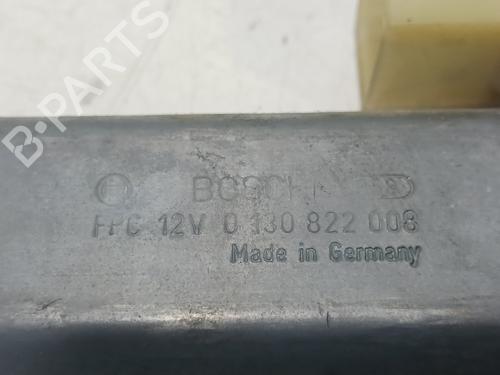 BOSCH
FPC 12V 0 130 822 008
Made in Germany
B-PARTS